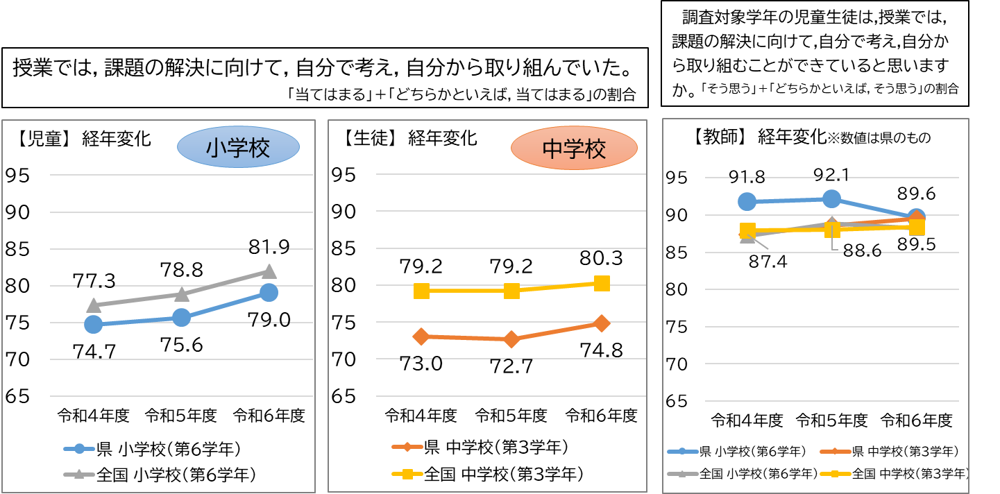 授業では，課題の解決に向けて，自分で考え，自分から取り組んでいた。
「当てはまる」＋「どちらかといえば，当てはまる」の割合
調査対象学年の児童生徒は，授業では，
課題の解決に向けて，自分で考え，自分か
ら取り組むことができていると思います
か。「そう思う」＋「どちらかといえば，そう思う」の割合
【児童】 経年変化
小学校
95
90
85
80
75
70
65
77.3
78.8
81.9
74.7
75.6
79.0
令和４年度 令和５年度 令和６年度
県 小学校（第６学年）
全国 小学校（第６学年）
【生徒】 経年変化
中学校
95
90
85
80
75
70
65
79.2
79.2
80.3
73.0
72.7
74.8
令和４年度 令和５年度 令和６年度
県 中学校（第３学年）
全国 中学校（第３学年）
【教師】 経年変化※数値は県のもの
95
90
85
80
75
70
65
91.8
92.1
89.6
87.4
88.6
89.5
令和４年度 令和５年度 令和６年度
県 小学校（第６学年） 県 中学校（第３学年）
全国 小学校（第６学年） 全国 中学校（第３学年）